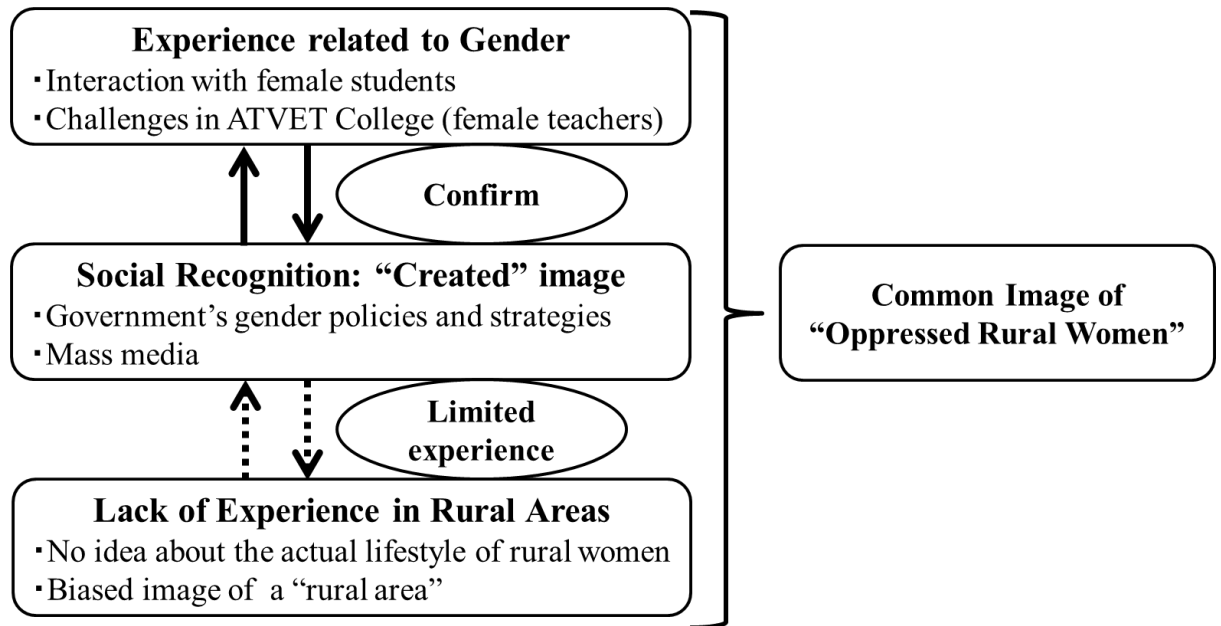 Experience related to Gender
・Interaction with female students
・Challenges in ATVET College (female teachers)
Confirm
Social Recognition: “Created” image
・Government’s gender policies and strategies
・Mass media
Limited
experience
Lack of Experience in Rural Areas
・No idea about the actual lifestyle of rural women
・Biased image of a “rural area”
Common Image of
“Oppressed Rural Women”